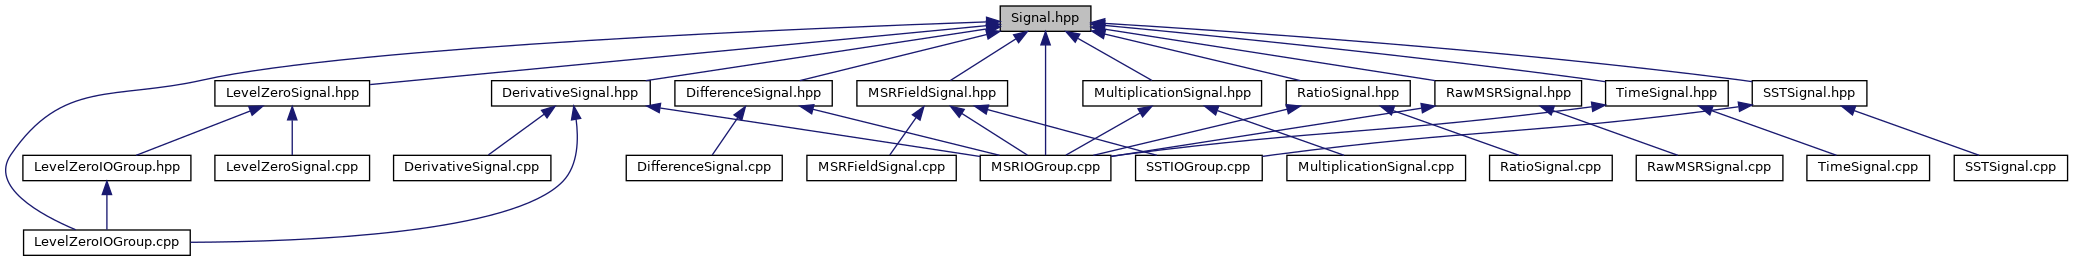 Signal.hpp
LevelZeroSignal.hpp
DerivativeSignal.hpp
DifferenceSignal.hpp
MSRFieldSignal.hpp
MultiplicationSignal.hpp
RatioSignal.hpp
RawMSRSignal.hpp
TimeSignal.hpp
SSTSignal.hpp
LevelZeroIOGroup.hpp
LevelZeroSignal.cpp
DerivativeSignal.cpp
DifferenceSignal.cpp
MSRFieldSignal.cpp
MSRIOGroup.cpp
SSTIOGroup.cpp
MultiplicationSignal.cpp
RatioSignal.cpp
RawMSRSignal.cpp
TimeSignal.cpp
SSTSignal.cpp
LevelZeroIOGroup.cpp